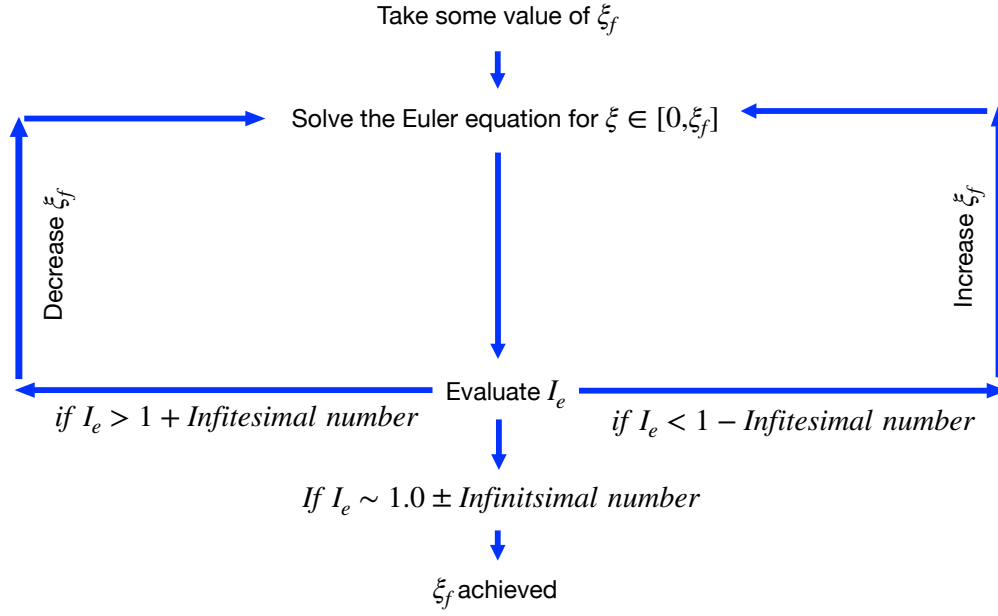 Take some value of ξ_f
Solve the Euler equation for ξ ∈ [0,ξ_f]
Decrease ξ_f
Increase ξ_f
Evaluate I_e
if I_e > 1 + Infitesimal number
if I_e < 1 − Infitesimal number
If I_e ∼ 1.0 ± Infinitsimal number
ξ_f achieved